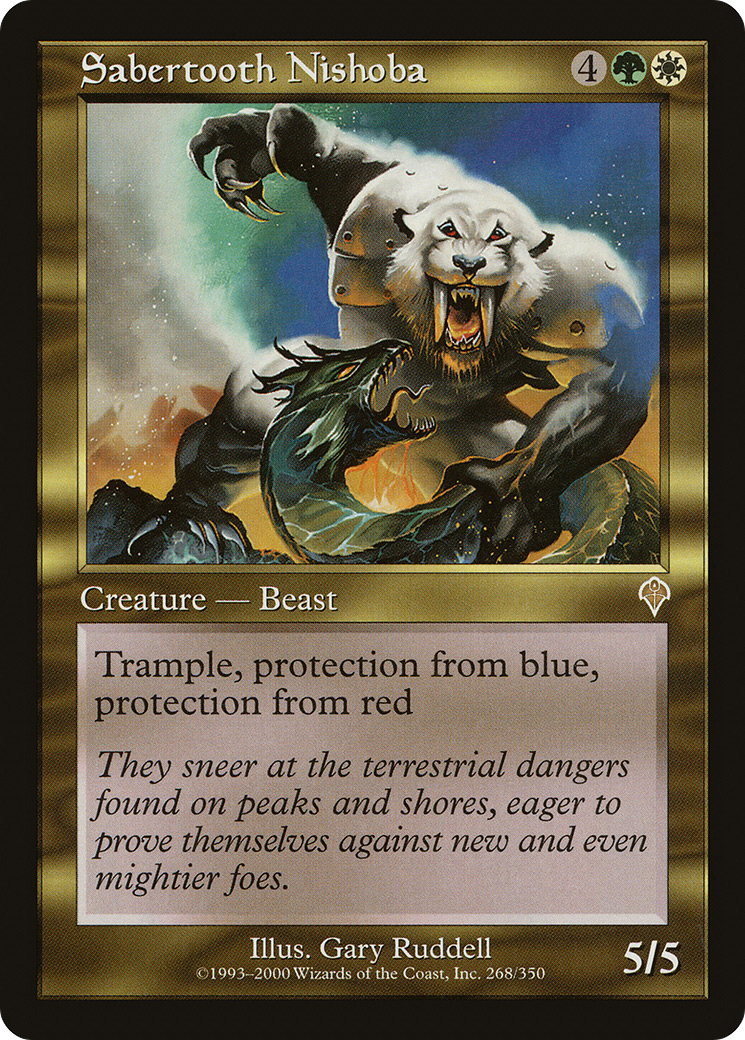 Sabertooth Nishoba 4
Creature — Beast
Trample, protection from blue,
protection from red
They sneer at the terrestrial dangers
found on peaks and shores, eager to
prove themselves against new and even
mightier foes.
Illus. Gary Ruddell
©1993–2000 Wizards of the Coast, Inc. 268/350
5/5